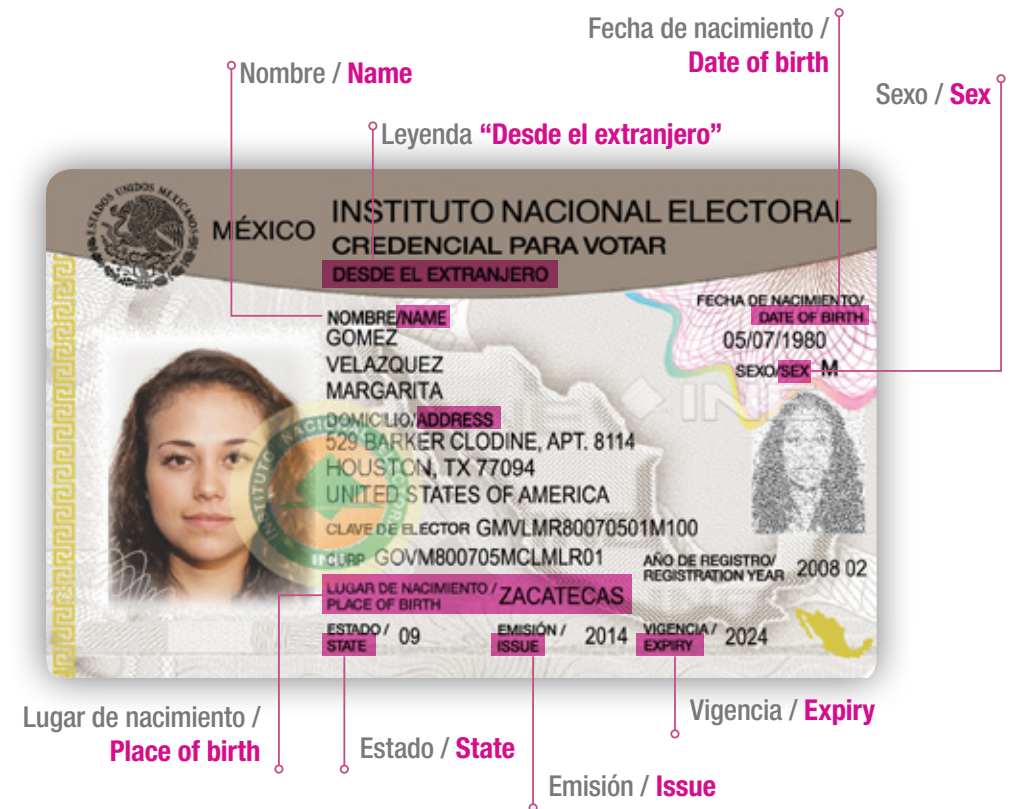 Fecha de nacimiento /
Date of birth
Nombre / Name
Sexo / Sex
Leyenda “Desde el extranjero”
ESTADOS UNIDOS MEXICANOS
MÉXICO
INSTITUTO NACIONAL ELECTORAL
CREDENCIAL PARA VOTAR
DESDE EL EXTRANJERO
NOMBRE/NAME
GOMEZ
VELAZQUEZ
MARGARITA
FECHA DE NACIMIENTO/
DATE OF BIRTH
05/07/1980
SEXO/SEX M
DOMICILIO/ADDRESS
529 BARKER CLODINE, APT. 8114
HOUSTON, TX 77094
UNITED STATES OF AMERICA
CLAVE DE ELECTOR GMVLMR80070501M100
CURP GOVM800705MCLMLR01
AÑO DE REGISTRO/
REGISTRATION YEAR 2008 02
LUGAR DE NACIMIENTO /
PLACE OF BIRTH ZACATECAS
ESTADO /
STATE 09
EMISIÓN /
ISSUE 2014
VIGENCIA /
EXPIRY 2024
Lugar de nacimiento /
Place of birth
Estado / State
Emisión / Issue
Vigencia / Expiry